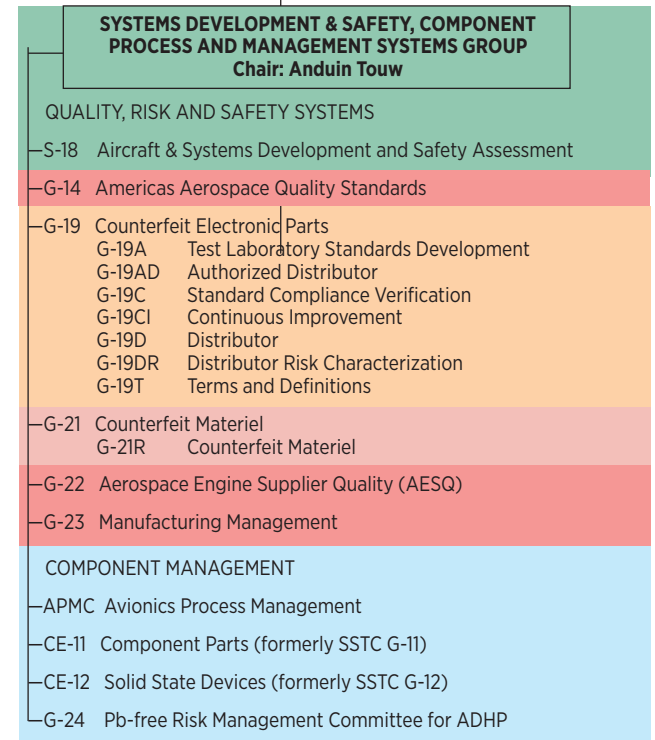 SYSTEMS DEVELOPMENT & SAFETY, COMPONENT
PROCESS AND MANAGEMENT SYSTEMS GROUP
Chair: Anduin Touw
QUALITY, RISK AND SAFETY SYSTEMS
S-18 Aircraft & Systems Development and Safety Assessment
G-14 Americas Aerospace Quality Standards
G-19 Counterfeit Electronic Parts
G-19A Test Laboratory Standards Development
G-19AD Authorized Distributor
G-19C Standard Compliance Verification
G-19CI Continuous Improvement
G-19D Distributor
G-19DR Distributor Risk Characterization
G-19T Terms and Definitions
G-21 Counterfeit Materiel
G-21R Counterfeit Materiel
G-22 Aerospace Engine Supplier Quality (AESQ)
G-23 Manufacturing Management
COMPONENT MANAGEMENT
APMC Avionics Process Management
CE-11 Component Parts (formerly SSTC G-11)
CE-12 Solid State Devices (formerly SSTC G-12)
G-24 Pb-free Risk Management Committee for ADHP